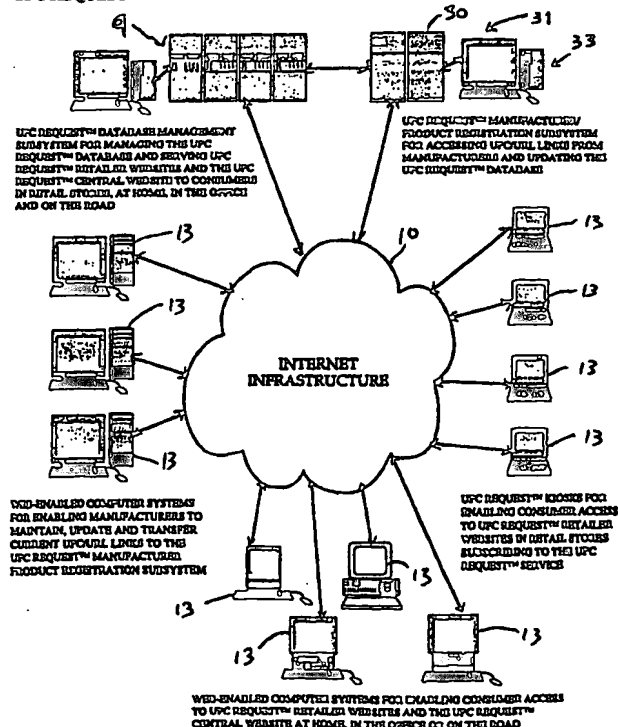 9
30
31
33
UPC REQUEST™ DATABASE MANAGEMENT
SUBSYSTEM FOR MANAGING THE UPC
REQUEST™ DATABASE AND SERVING UPC
REQUEST™ RETAILER WEBSITES AND THE UPC
REQUEST™ CENTRAL WEBSITE TO CONSUMERS
IN RETAIL STORES, AT HOME, IN THE OFFICE
AND ON THE ROAD
UPC REQUEST™ MANUFACTURER/
PRODUCT REGISTRATION SUBSYSTEM
FOR ACCESSING UPC/URL LINKS FROM
MANUFACTURERS AND UPDATING THE
UPC REQUEST™ DATABASE
13
13
13
10
INTERNET
INFRASTRUCTURE
13
13
13
13
WEB-ENABLED COMPUTER SYSTEMS
FOR ENABLING MANUFACTURERS TO
MAINTAIN, UPDATE AND TRANSFER
CURRENT UPC/URL LINKS TO THE
UPC REQUEST™ MANUFACTURER
PRODUCT REGISTRATION SUBSYSTEM
UPC REQUEST™ KIOSKS FOR
ENABLING CONSUMER ACCESS
TO UPC REQUEST™ RETAILER
WEBSITES IN RETAIL STORES
SUBSCRIBING TO THE UPC
REQUEST™ SERVICE
13
13
13
13
WEB-ENABLED COMPUTER SYSTEMS FOR ENABLING CONSUMER ACCESS
TO UPC REQUEST™ RETAILER WEBSITES AND THE UPC REQUEST™
CENTRAL WEBSITE AT HOME, IN THE OFFICE OR ON THE ROAD